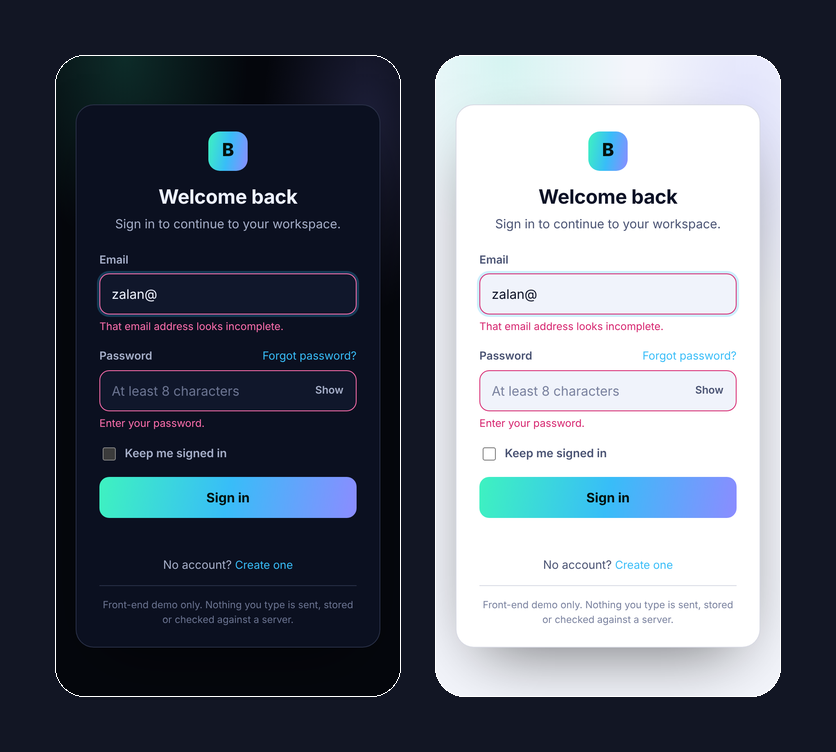 B
Welcome back
Sign in to continue to your workspace.
Email
zalan@
That email address looks incomplete.
Password Forgot password?
At least 8 characters Show
Enter your password.
Keep me signed in
Sign in
No account? Create one
Front-end demo only. Nothing you type is sent, stored
or checked against a server.
B
Welcome back
Sign in to continue to your workspace.
Email
zalan@
That email address looks incomplete.
Password Forgot password?
At least 8 characters Show
Enter your password.
Keep me signed in
Sign in
No account? Create one
Front-end demo only. Nothing you type is sent, stored
or checked against a server.